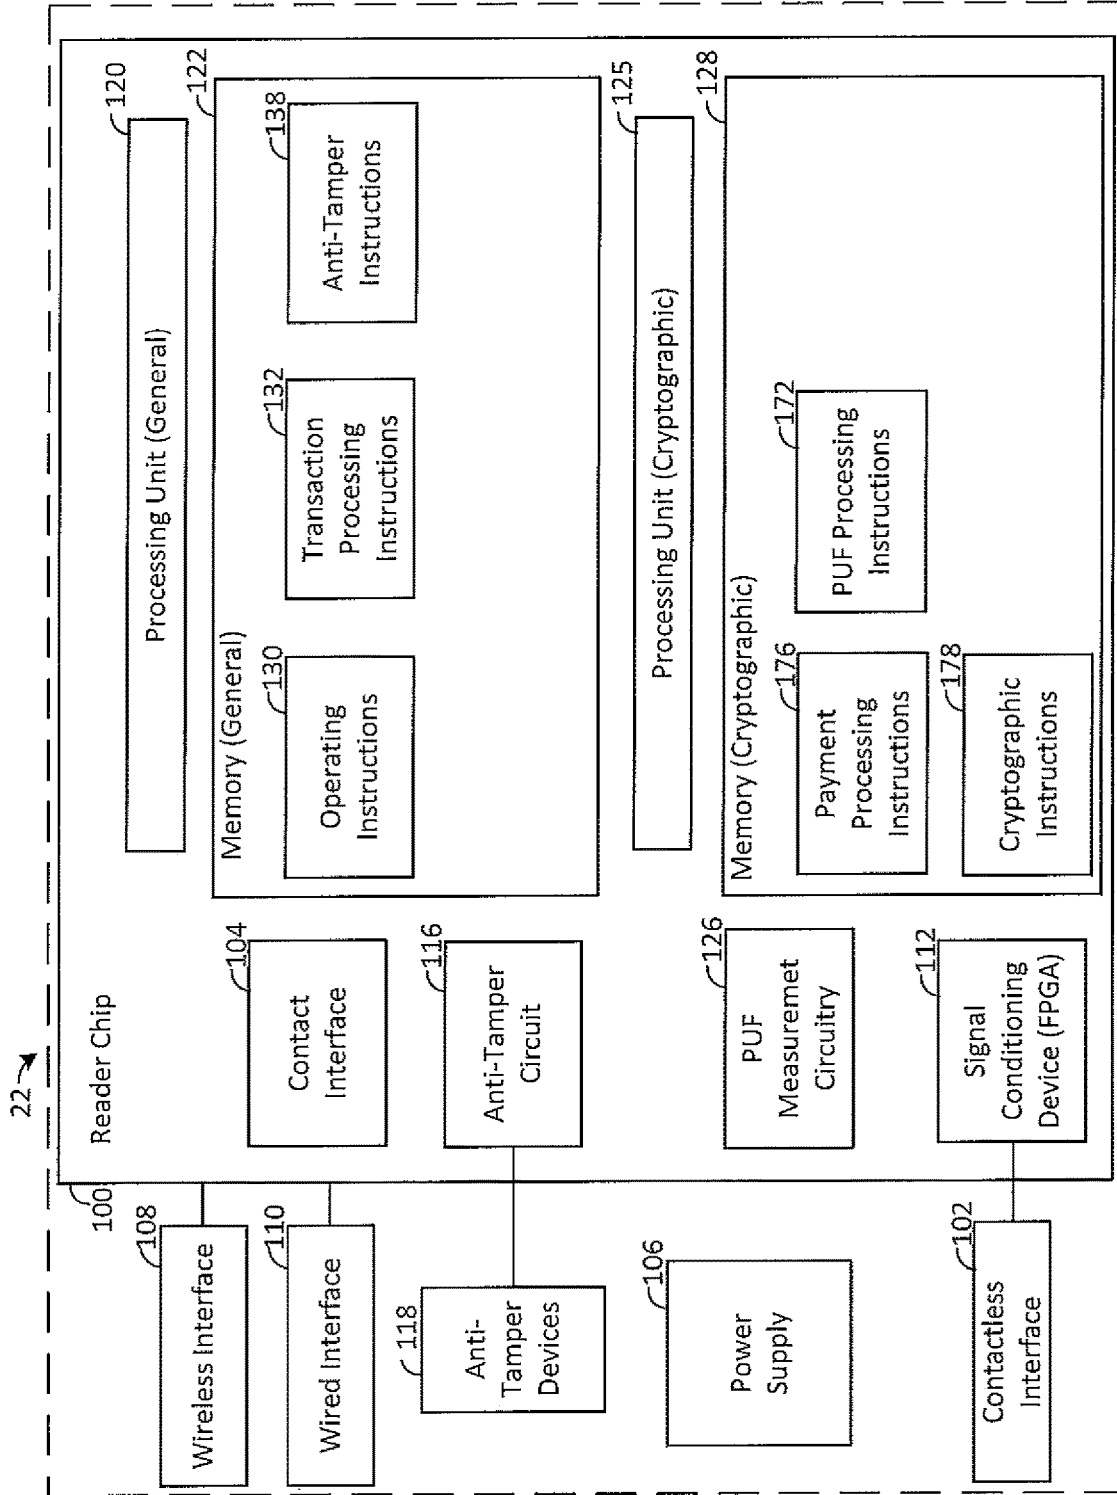 22
100
Reader Chip
108
Wireless Interface
110
Wired Interface
118
Anti-
Tamper
Devices
106
Power
Supply
102
Contactless
Interface
104
Contact
Interface
116
Anti-Tamper
Circuit
126
PUF
Measuremet
Circuitry
112
Signal
Conditioning
Device (FPGA)
120
Processing Unit (General)
122
Memory (General)
130
Operating
Instructions
132
Transaction
Processing
Instructions
138
Anti-Tamper
Instructions
125
Processing Unit (Cryptographic)
128
Memory (Cryptographic)
176
Payment
Processing
Instructions
172
PUF Processing
Instructions
178
Cryptographic
Instructions